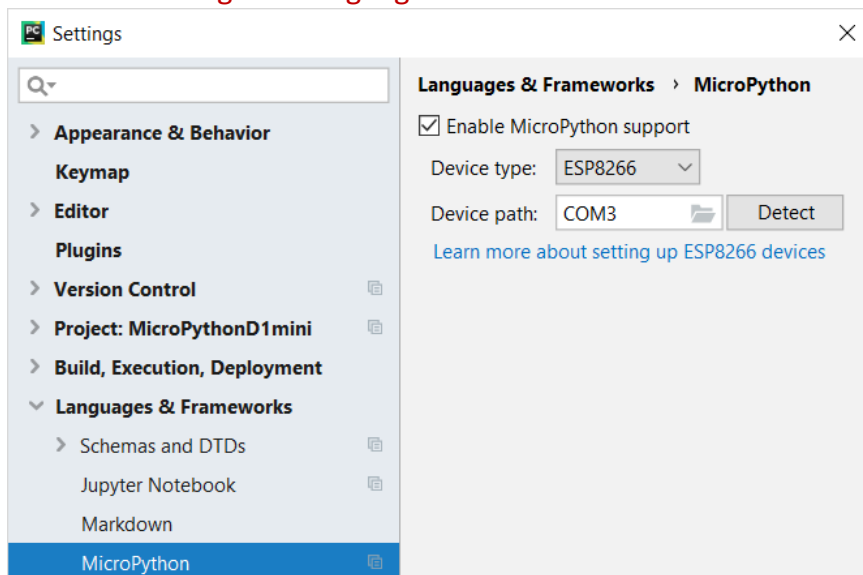 PC Settings
Languages & Frameworks › MicroPython
Enable MicroPython support
Device type: ESP8266
Device path: COM3 Detect
Learn more about setting up ESP8266 devices
Appearance & Behavior
Keymap
Editor
Plugins
Version Control
Project: MicroPythonD1mini
Build, Execution, Deployment
Languages & Frameworks
Schemas and DTDs
Jupyter Notebook
Markdown
MicroPython